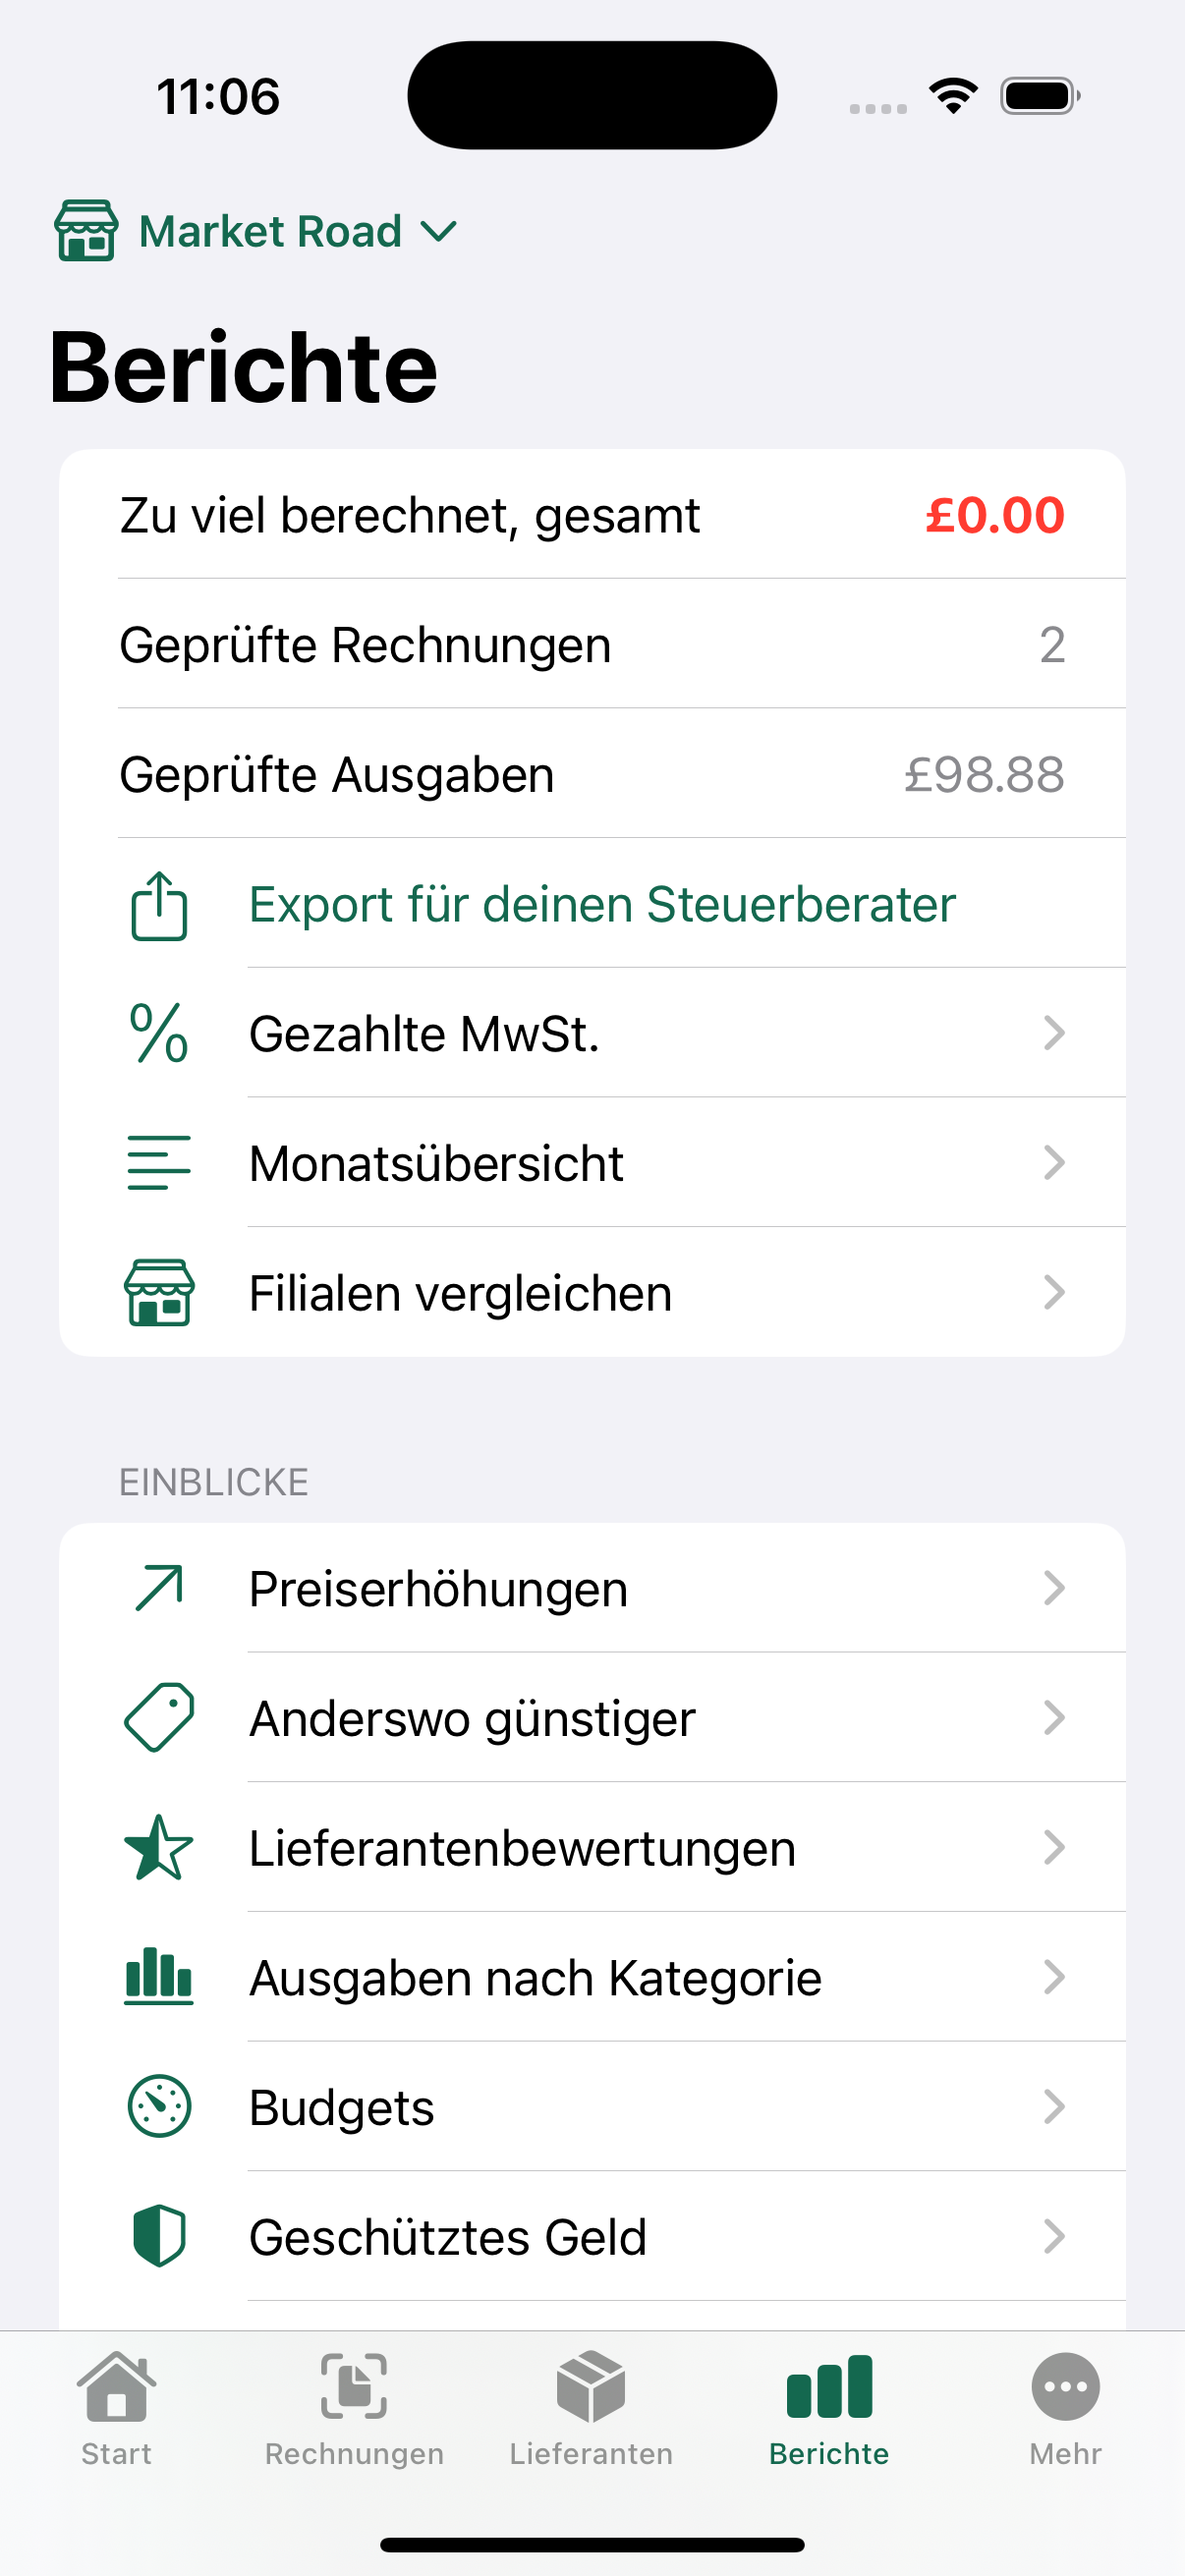 11:06
Market Road
Berichte
Zu viel berechnet, gesamt £0.00
Geprüfte Rechnungen 2
Geprüfte Ausgaben £98.88
Export für deinen Steuerberater
Gezahlte MwSt.
Monatsübersicht
Filialen vergleichen
EINBLICKE
Preiserhöhungen
Anderswo günstiger
Lieferantenbewertungen
Ausgaben nach Kategorie
Budgets
Geschütztes Geld
Start Rechnungen Lieferanten Berichte Mehr